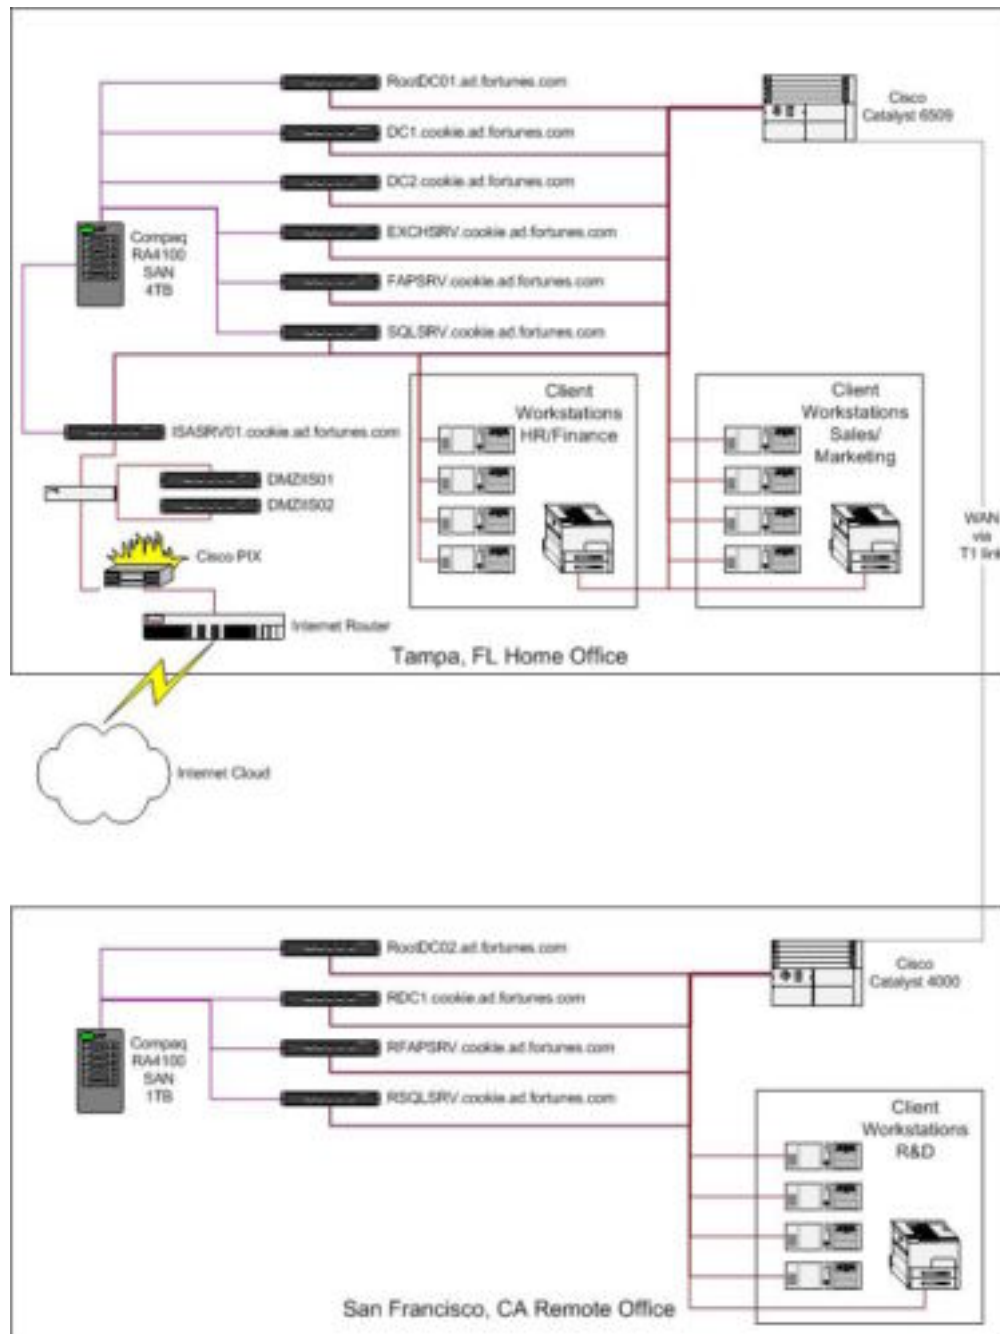 RootDC01.ad.fortunes.com
Cisco
Catalyst 6509
DC1.cookie.ad.fortunes.com
DC2.cookie.ad.fortunes.com
EXCHSRV.cookie.ad.fortunes.com
Compaq
RA4100
SAN
4TB
FAPSRV.cookie.ad.fortunes.com
SQLSRV.cookie.ad.fortunes.com
Client
Workstations
HR/Finance
Client
Workstations
Sales/
Marketing
ISASRV01.cookie.ad.fortunes.com
DMZIIS01
DMZIIS02
WAN
via
T1 link
Cisco PIX
Internet Router
Tampa, FL Home Office
Internet Cloud
RootDC02.ad.fortunes.com
Cisco
Catalyst 4000
RDC1.cookie.ad.fortunes.com
Compaq
RA4100
SAN
1TB
RFAPSRV.cookie.ad.fortunes.com
RSQLSRV.cookie.ad.fortunes.com
Client
Workstations
R&D
San Francisco, CA Remote Office